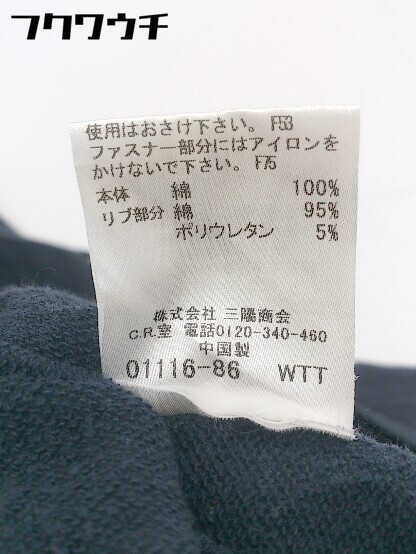 フクワウチ
使用はおさけ下さい。 F53
ファスナー部分にはアイロンを
かけないで下さい。 F75
本体 綿 100%
リブ部分 綿 95%
ポリウレタン 5%
株式会社 三陽商会
C.R.室 電話0120-340-460
中国製
01116-86 WTT